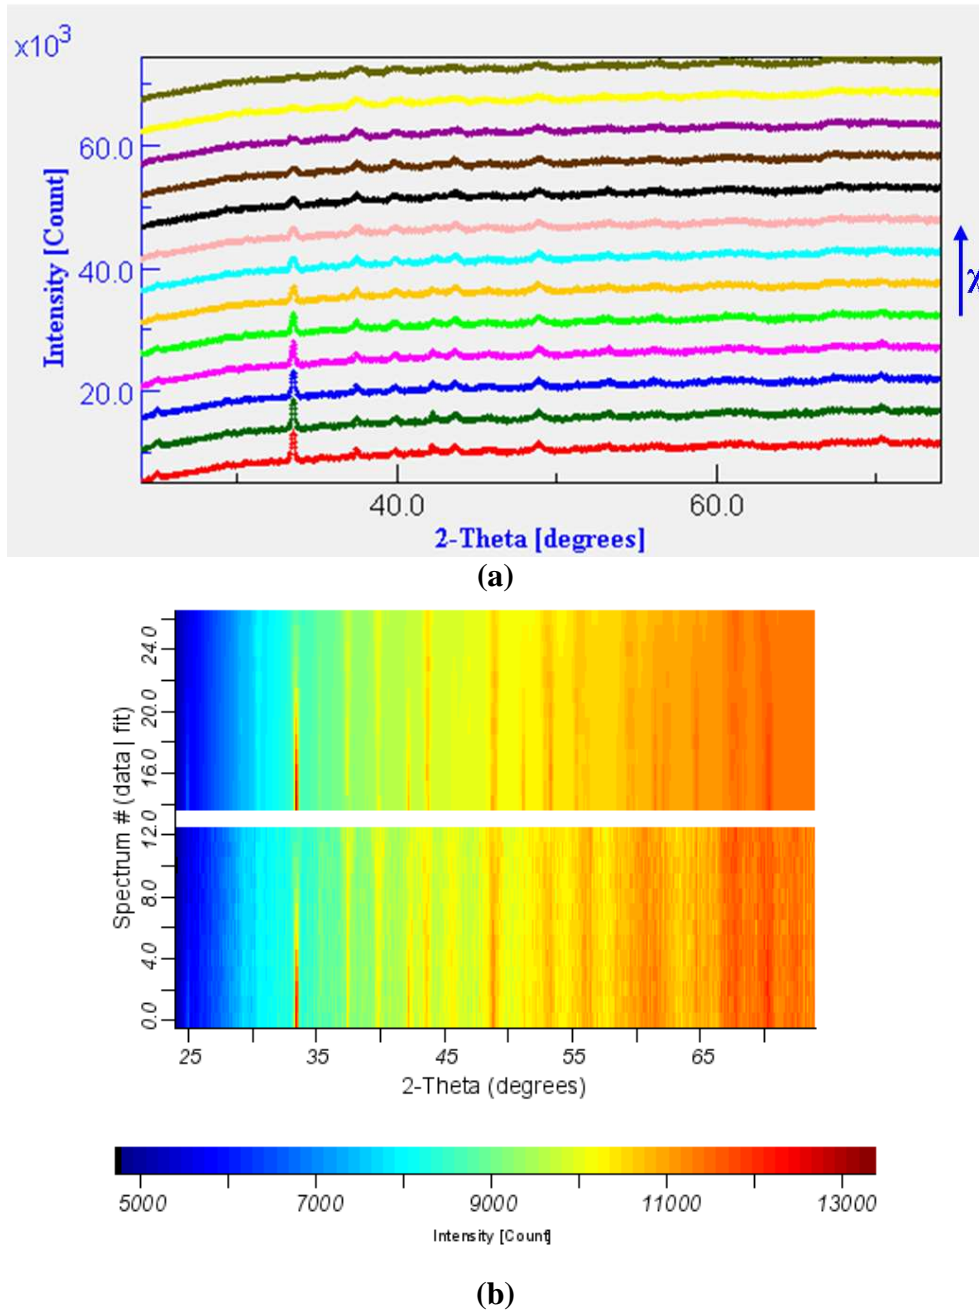 x10³
60.0
Intensity [Count]
40.0
20.0
χ
40.0 60.0
2-Theta [degrees]
(a)
24.0
20.0
16.0
12.0
8.0
4.0
0.0
Spectrum # (data | fit)
25 35 45 55 65
2-Theta (degrees)
5000 7000 9000 11000 13000
Intensity [Count]
(b)